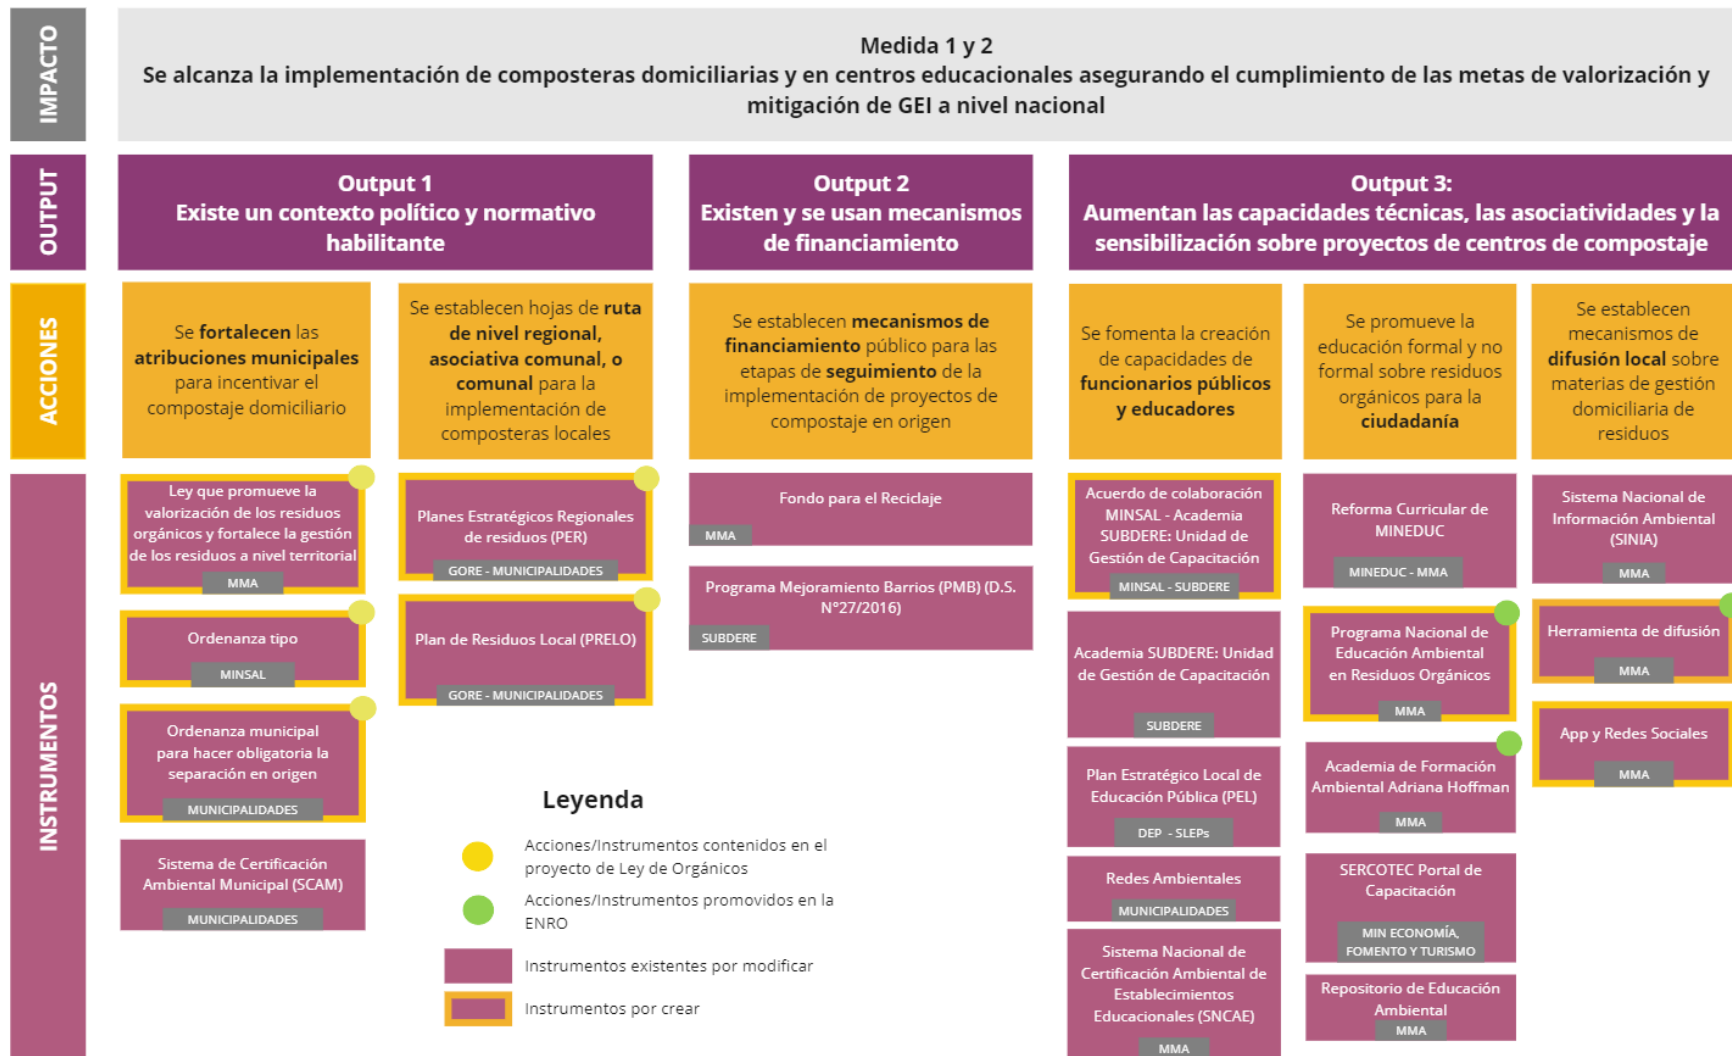 IMPACTO
Medida 1 y 2
Se alcanza la implementación de composteras domiciliarias y en centros educacionales asegurando el cumplimiento de las metas de valorización y
mitigación de GEI a nivel nacional
OUTPUT
Output 1
Existe un contexto político y normativo
habilitante
Output 2
Existen y se usan mecanismos
de financiamiento
Output 3:
Aumentan las capacidades técnicas, las asociatividades y la
sensibilización sobre proyectos de centros de compostaje
ACCIONES
Se fortalecen las
atribuciones municipales
para incentivar el
compostaje domiciliario
Se establecen hojas de ruta
de nivel regional,
asociativa comunal, o
comunal para la
implementación de
composteras locales
Se establecen mecanismos de
financiamiento público para las
etapas de seguimiento de la
implementación de proyectos de
compostaje en origen
Se fomenta la creación
de capacidades de
funcionarios públicos
y educadores
Se promueve la
educación formal y no
formal sobre residuos
orgánicos para la
ciudadanía
Se establecen
mecanismos de
difusión local sobre
materias de gestión
domiciliaria de
residuos
INSTRUMENTOS
Ley que promueve la
valorización de los residuos
orgánicos y fortalece la gestión
de los residuos a nivel territorial
MMA
Ordenanza tipo
MINSAL
Ordenanza municipal
para hacer obligatoria la
separación en origen
MUNICIPALIDADES
Sistema de Certificación
Ambiental Municipal (SCAM)
MUNICIPALIDADES
Planes Estratégicos Regionales
de residuos (PER)
GORE - MUNICIPALIDADES
Plan de Residuos Local (PRELO)
GORE - MUNICIPALIDADES
Fondo para el Reciclaje
MMA
Programa Mejoramiento Barrios (PMB) (D.S.
N°27/2016)
SUBDERE
Acuerdo de colaboración
MINSAL - Academia
SUBDERE: Unidad de
Gestión de Capacitación
MINSAL - SUBDERE
Academia SUBDERE: Unidad
de Gestión de Capacitación
SUBDERE
Plan Estratégico Local de
Educación Pública (PEL)
DEP - SLEPs
Redes Ambientales
MUNICIPALIDADES
Sistema Nacional de
Certificación Ambiental de
Establecimientos
Educacionales (SNCAE)
MMA
Reforma Curricular de
MINEDUC
MINEDUC - MMA
Programa Nacional de
Educación Ambiental
en Residuos Orgánicos
MMA
Academia de Formación
Ambiental Adriana Hoffman
MMA
SERCOTEC Portal de
Capacitación
MIN ECONOMÍA,
FOMENTO Y TURISMO
Repositorio de Educación
Ambiental
MMA
Sistema Nacional de
Información Ambiental
(SINIA)
MMA
Herramienta de difusión
MMA
App y Redes Sociales
MMA
Leyenda
Acciones/Instrumentos contenidos en el
proyecto de Ley de Orgánicos
Acciones/Instrumentos promovidos en la
ENRO
Instrumentos existentes por modificar
Instrumentos por crear